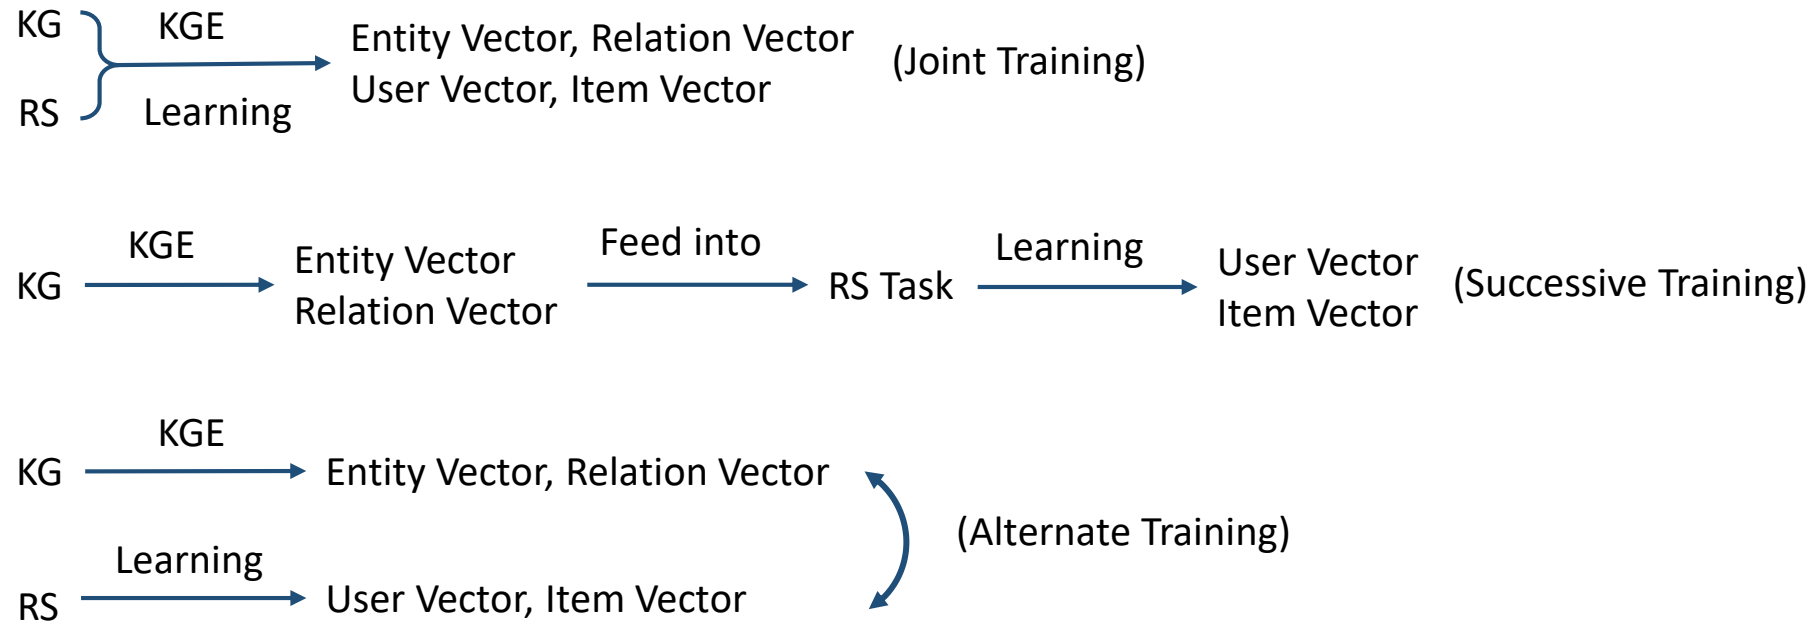 KG
KGE
Entity Vector, Relation Vector
User Vector, Item Vector
(Joint Training)
RS
Learning
KG
KGE
Entity Vector
Relation Vector
Feed into
RS Task
Learning
User Vector
Item Vector
(Successive Training)
KG
KGE
Entity Vector, Relation Vector
(Alternate Training)
RS
Learning
User Vector, Item Vector